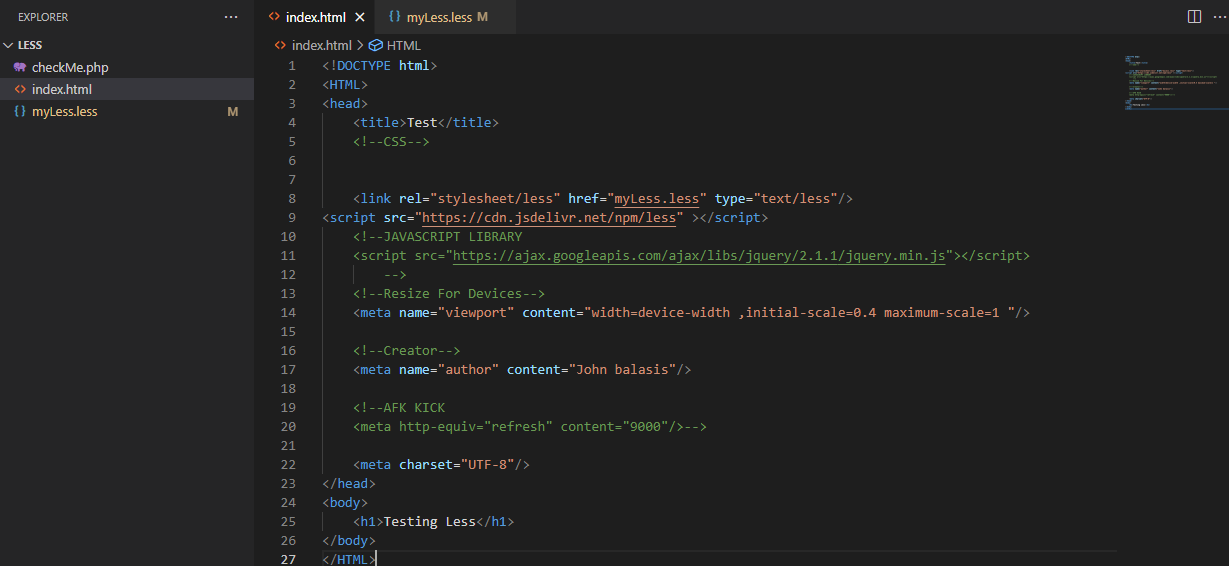 EXPLORER
LESS
checkMe.php
index.html
myLess.less M
index.html
myLess.less M
index.html > HTML
1 <!DOCTYPE html>
2 <HTML>
3 <head>
4 <title>Test</title>
5 <!--CSS-->
6
7
8 <link rel="stylesheet/less" href="myLess.less" type="text/less"/>
9 <script src="https://cdn.jsdelivr.net/npm/less" ></script>
10 <!--JAVASCRIPT LIBRARY
11 <script src="https://ajax.googleapis.com/ajax/libs/jquery/2.1.1/jquery.min.js"></script>
12 -->
13 <!--Resize For Devices-->
14 <meta name="viewport" content="width=device-width ,initial-scale=0.4 maximum-scale=1 "/>
15
16 <!--Creator-->
17 <meta name="author" content="John balasis"/>
18
19 <!--AFK KICK
20 <meta http-equiv="refresh" content="9000"/>-->
21
22 <meta charset="UTF-8"/>
23 </head>
24 <body>
25 <h1>Testing Less</h1>
26 </body>
27 </HTML>